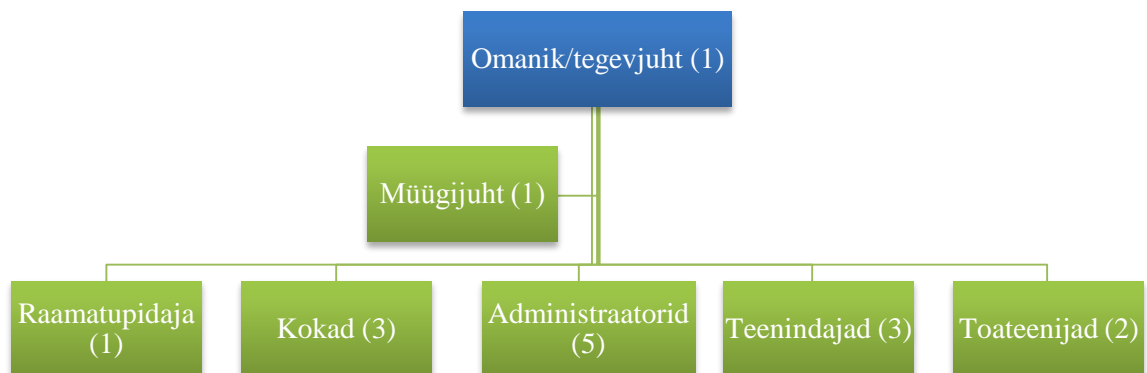 Omanik/tegevjuht (1)
Müügijuht (1)
Raamatupidaja
(1)
Kokad (3)
Administraatorid
(5)
Teenindajad (3)
Toateenijad (2)